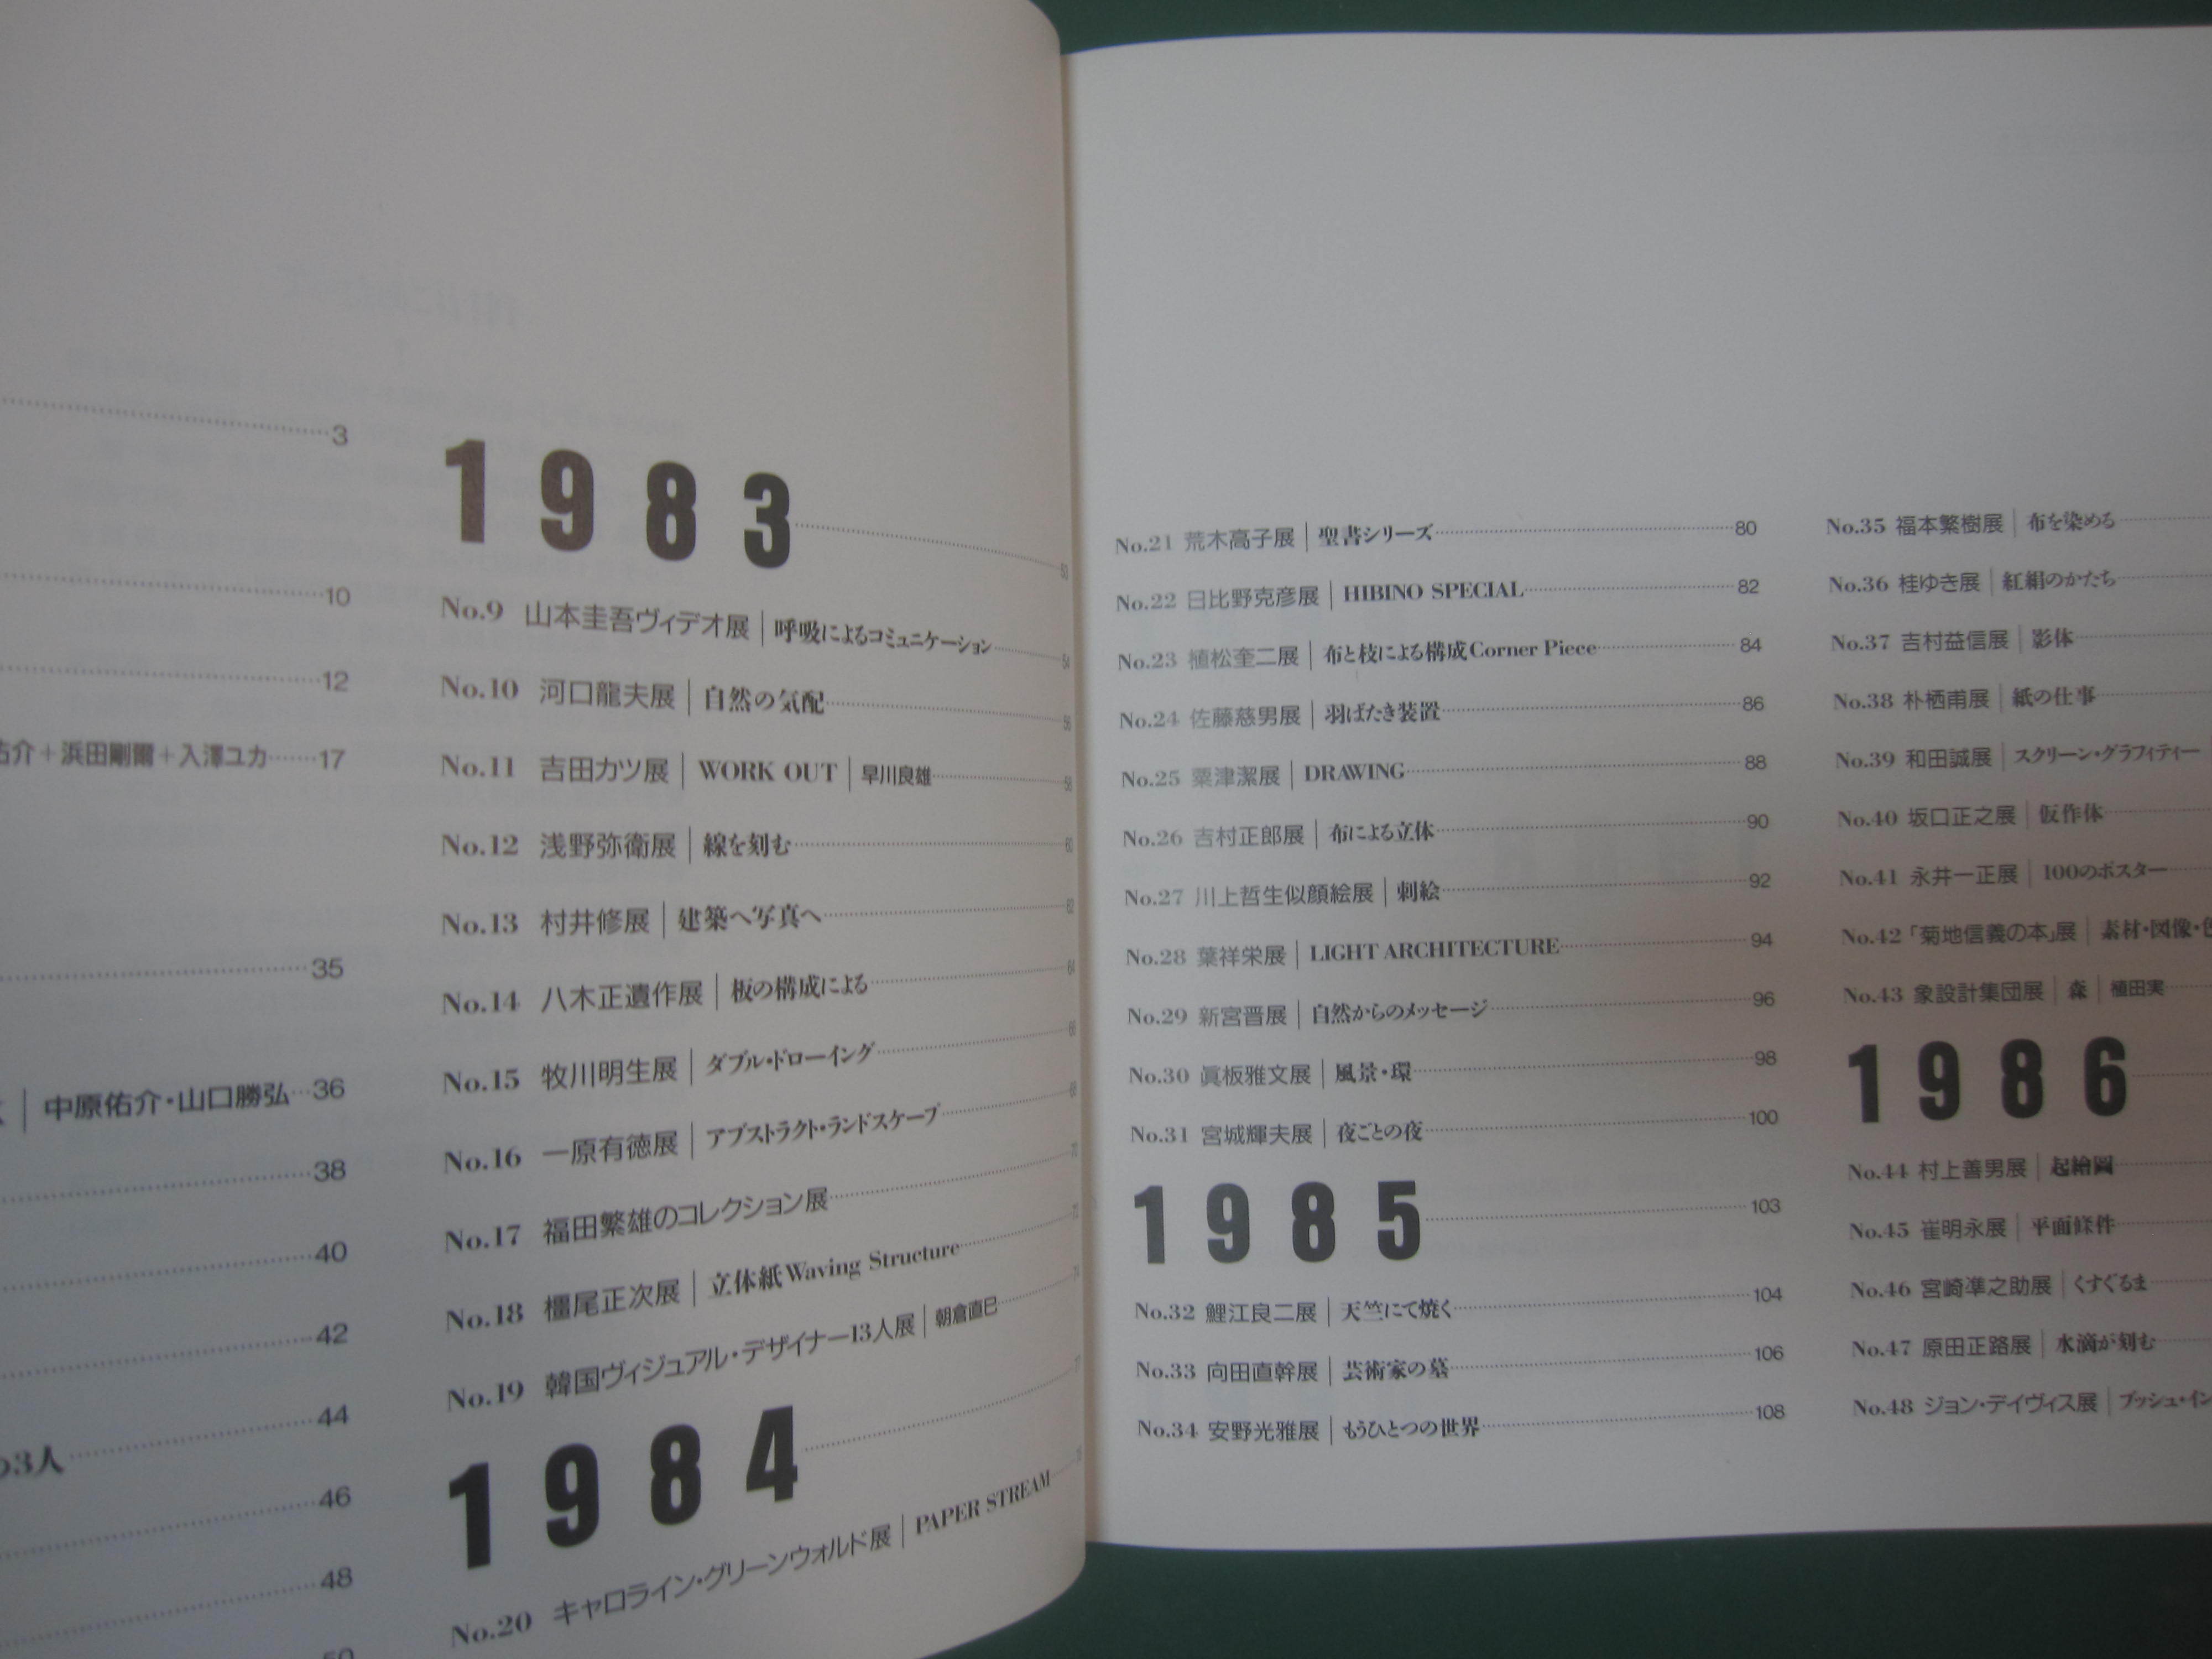 3
10
12
佑介＋浜田剛爾＋入澤ユカ……17
35
中原佑介・山口勝弘…36
38
40
42
44
の3人
46
48
50
1983
No.9 山本圭吾ヴィデオ展｜呼吸によるコミュニケーション
No.10 河口龍夫展｜自然の気配
No.11 吉田カツ展｜WORK OUT｜早川良雄
No.12 浅野弥衛展｜線を刻む
No.13 村井修展｜建築へ写真へ
No.14 八木正遺作展｜板の構成による
No.15 牧川明生展｜ダブル・ドローイング
No.16 一原有徳展｜アブストラクト・ランドスケープ
No.17 福田繁雄のコレクション展
No.18 橿尾正次展｜立体紙Waving Structure
No.19 韓国ヴィジュアル・デザイナー13人展｜朝倉直巳
1984
No.20 キャロライン・グリーンウォルド展｜PAPER STREAM
No.21 荒木高子展｜聖書シリーズ……80
No.22 日比野克彦展｜HIBINO SPECIAL……82
No.23 植松奎二展｜布と枝による構成Corner Piece……84
No.24 佐藤慈男展｜羽ばたき装置……86
No.25 粟津潔展｜DRAWING……88
No.26 吉村正郎展｜布による立体……90
No.27 川上哲生似顔絵展｜刺絵……92
No.28 葉祥栄展｜LIGHT ARCHITECTURE……94
No.29 新宮晋展｜自然からのメッセージ……96
No.30 眞板雅文展｜風景・環……98
No.31 宮城輝夫展｜夜ごとの夜……100
1985……103
No.32 鯉江良二展｜天竺にて焼く……104
No.33 向田直幹展｜芸術家の墓……106
No.34 安野光雅展｜もうひとつの世界……108
No.35 福本繁樹展｜布を染める
No.36 桂ゆき展｜紅絹のかたち
No.37 吉村益信展｜影体
No.38 朴栖甫展｜紙の仕事
No.39 和田誠展｜スクリーン・グラフィティー
No.40 坂口正之展｜仮作体
No.41 永井一正展｜100のポスター
No.42 「菊地信義の本」展｜素材・図像・色
No.43 象設計集団展｜森｜植田実
1986
No.44 村上善男展｜起繪圖
No.45 崔明永展｜平面條件
No.46 宮崎凖之助展｜くすぐるま
No.47 原田正路展｜水滴が刻む
No.48 ジョン・デイヴィス展｜ブッシュ・イン